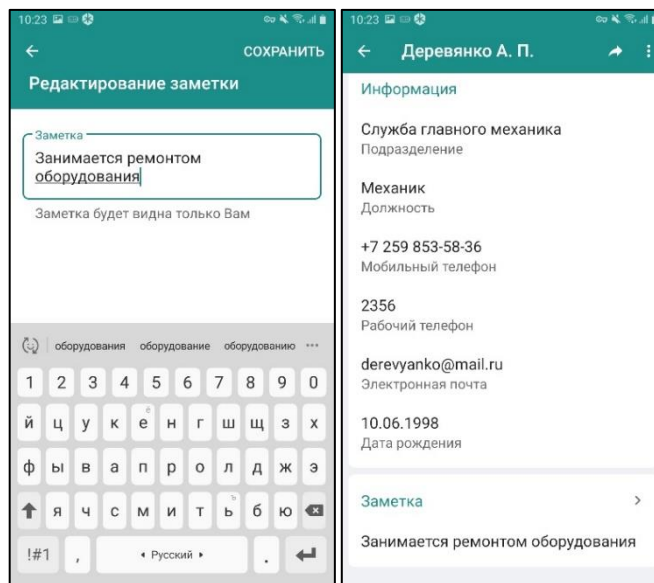 10:23
СОХРАНИТЬ
Редактирование заметки
Заметка
Занимается ремонтом
оборудования
Заметка будет видна только Вам
оборудования оборудование оборудованию ...
1 2 3 4 5 6 7 8 9 0
й ц у к е н г ш щ з х
ё
ф ы в а п р о л д ж э
я ч с м и т ь б ю
ъ
!#1 , Русский .
10:23
Деревянко А. П.
Информация
Служба главного механика
Подразделение
Механик
Должность
+7 259 853-58-36
Мобильный телефон
2356
Рабочий телефон
derevyanko@mail.ru
Электронная почта
10.06.1998
Дата рождения
Заметка
Занимается ремонтом оборудования